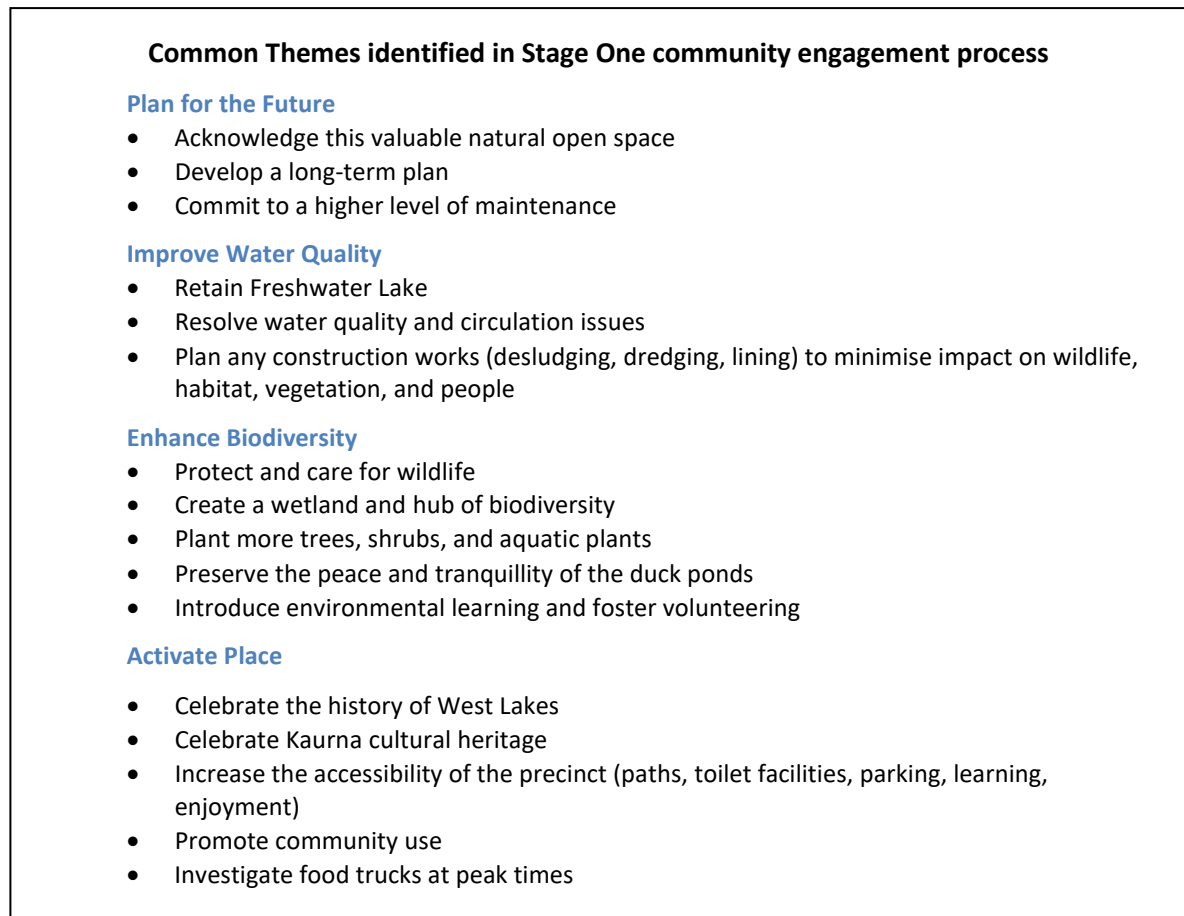 Common Themes identified in Stage One community engagement process
Plan for the Future
• Acknowledge this valuable natural open space
• Develop a long-term plan
• Commit to a higher level of maintenance
Improve Water Quality
• Retain Freshwater Lake
• Resolve water quality and circulation issues
• Plan any construction works (desludging, dredging, lining) to minimise impact on wildlife,
habitat, vegetation, and people
Enhance Biodiversity
• Protect and care for wildlife
• Create a wetland and hub of biodiversity
• Plant more trees, shrubs, and aquatic plants
• Preserve the peace and tranquillity of the duck ponds
• Introduce environmental learning and foster volunteering
Activate Place
• Celebrate the history of West Lakes
• Celebrate Kaurna cultural heritage
• Increase the accessibility of the precinct (paths, toilet facilities, parking, learning,
enjoyment)
• Promote community use
• Investigate food trucks at peak times